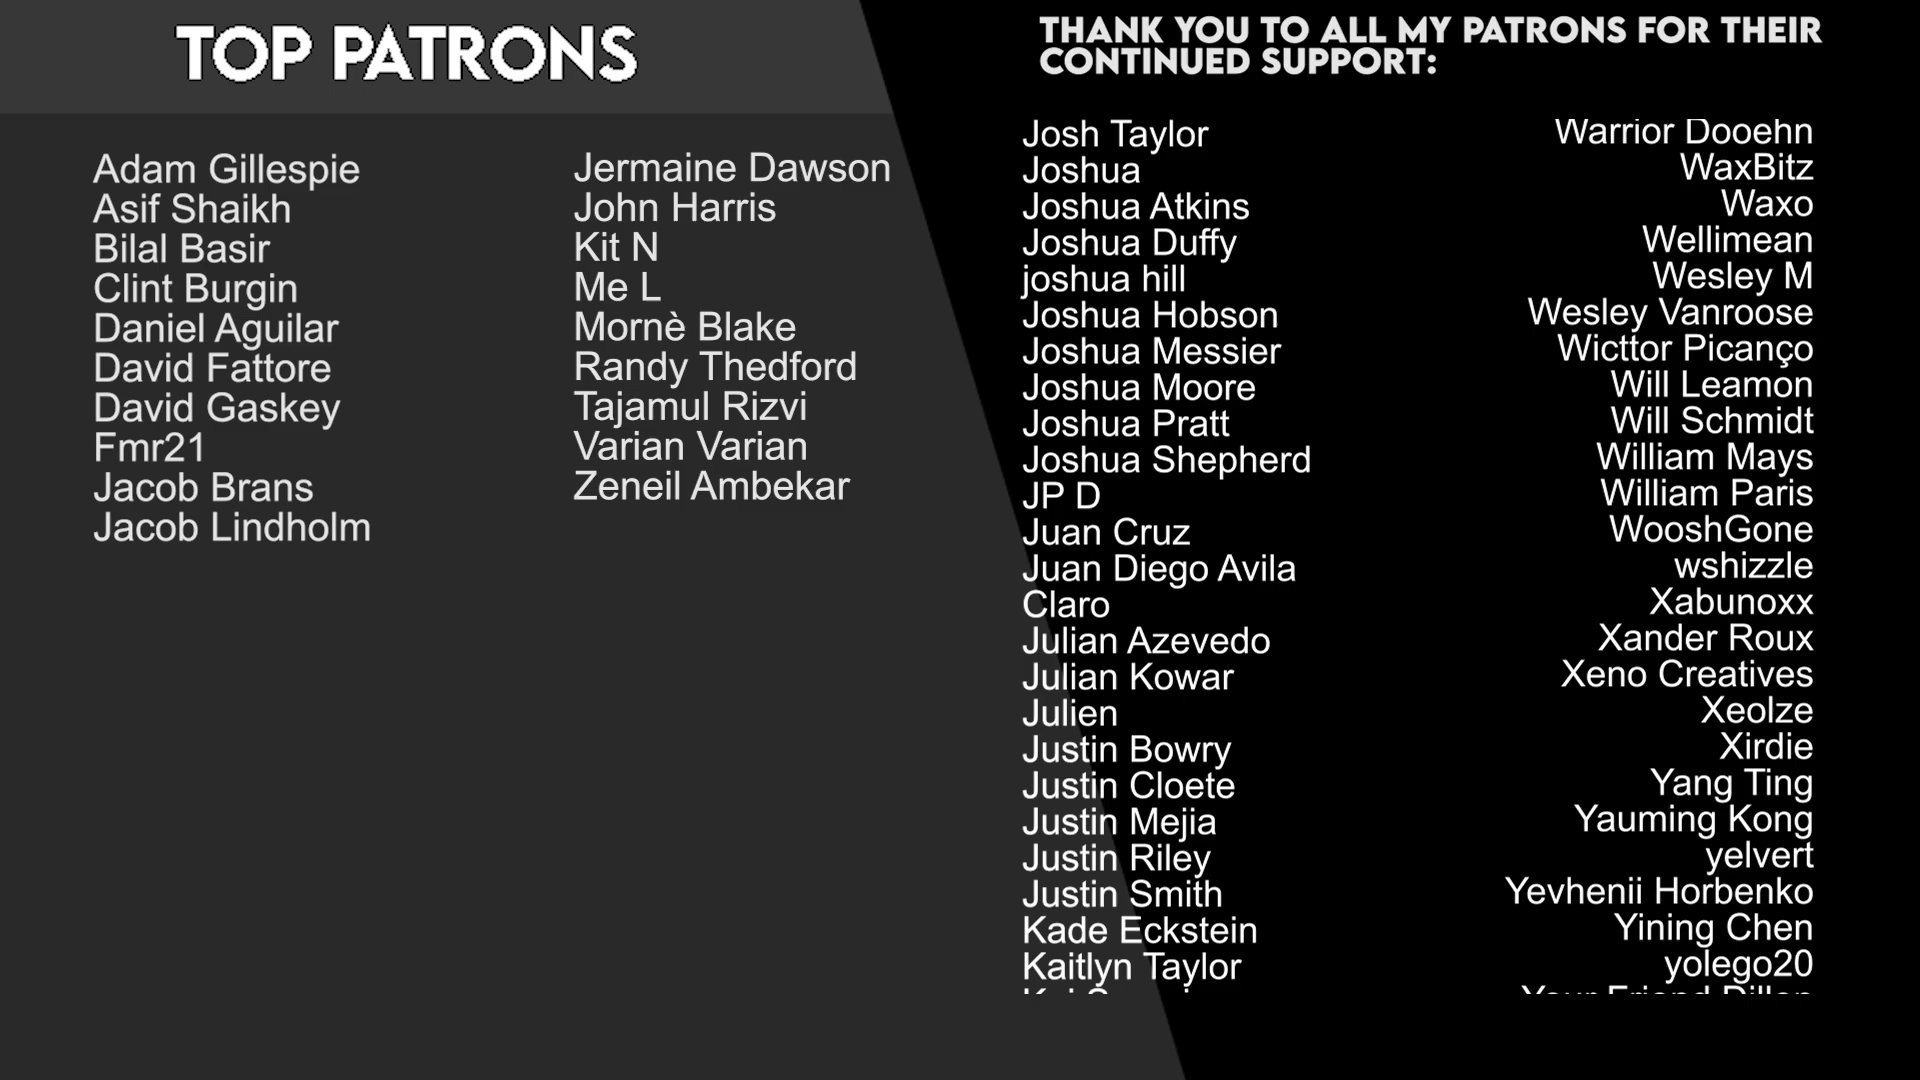 TOP PATRONS
Adam Gillespie
Asif Shaikh
Bilal Basir
Clint Burgin
Daniel Aguilar
David Fattore
David Gaskey
Fmr21
Jacob Brans
Jacob Lindholm
Jermaine Dawson
John Harris
Kit N
Me L
Mornè Blake
Randy Thedford
Tajamul Rizvi
Varian Varian
Zeneil Ambekar
THANK YOU TO ALL MY PATRONS FOR THEIR
CONTINUED SUPPORT:
Josh Taylor
Joshua
Joshua Atkins
Joshua Duffy
joshua hill
Joshua Hobson
Joshua Messier
Joshua Moore
Joshua Pratt
Joshua Shepherd
JP D
Juan Cruz
Juan Diego Avila
Claro
Julian Azevedo
Julian Kowar
Julien
Justin Bowry
Justin Cloete
Justin Mejia
Justin Riley
Justin Smith
Kade Eckstein
Kaitlyn Taylor
Warrior Dooehn
WaxBitz
Waxo
Wellimean
Wesley M
Wesley Vanroose
Wicttor Picanço
Will Leamon
Will Schmidt
William Mays
William Paris
WooshGone
wshizzle
Xabunoxx
Xander Roux
Xeno Creatives
Xeolze
Xirdie
Yang Ting
Yauming Kong
yelvert
Yevhenii Horbenko
Yining Chen
yolego20
Your Friend Dillon